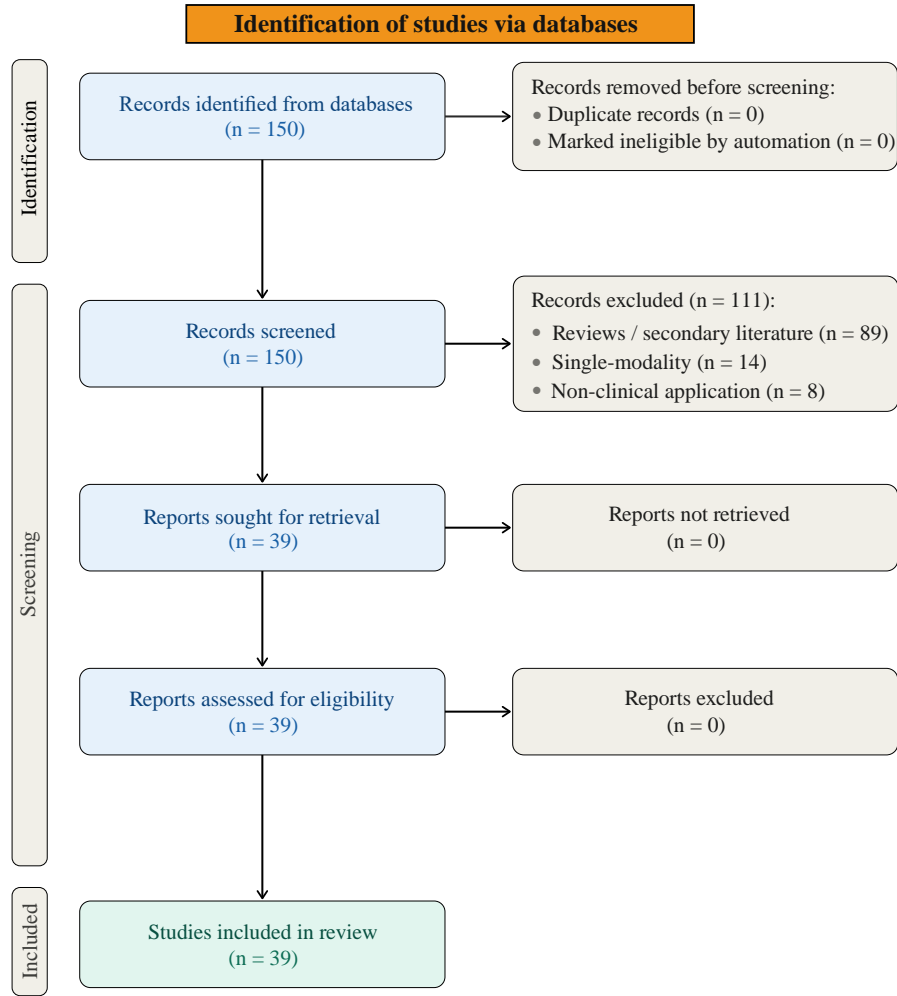 Identification of studies via databases
Identification
Records identified from databases
(n = 150)
Records removed before screening:
• Duplicate records (n = 0)
• Marked ineligible by automation (n = 0)
Screening
Records screened
(n = 150)
Records excluded (n = 111):
• Reviews / secondary literature (n = 89)
• Single-modality (n = 14)
• Non-clinical application (n = 8)
Reports sought for retrieval
(n = 39)
Reports not retrieved
(n = 0)
Reports assessed for eligibility
(n = 39)
Reports excluded
(n = 0)
Included
Studies included in review
(n = 39)